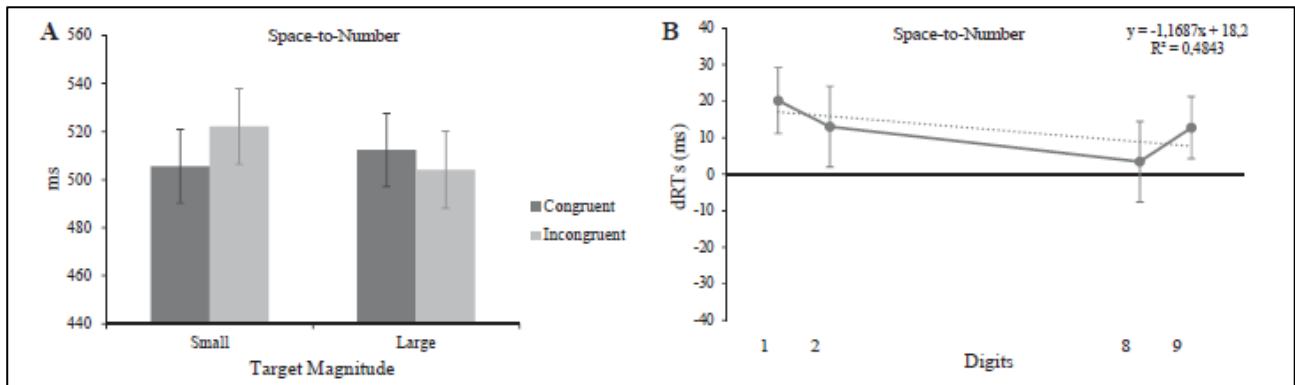 A
Space-to-Number
560
540
520
500
480
460
440
ms
Small
Large
Target Magnitude
Congruent
Incongruent
B
Space-to-Number
y = -1,1687x + 18,2
R² = 0,4843
40
30
20
10
0
-10
-20
-30
-40
dRTs (ms)
1 2 8 9
Digits